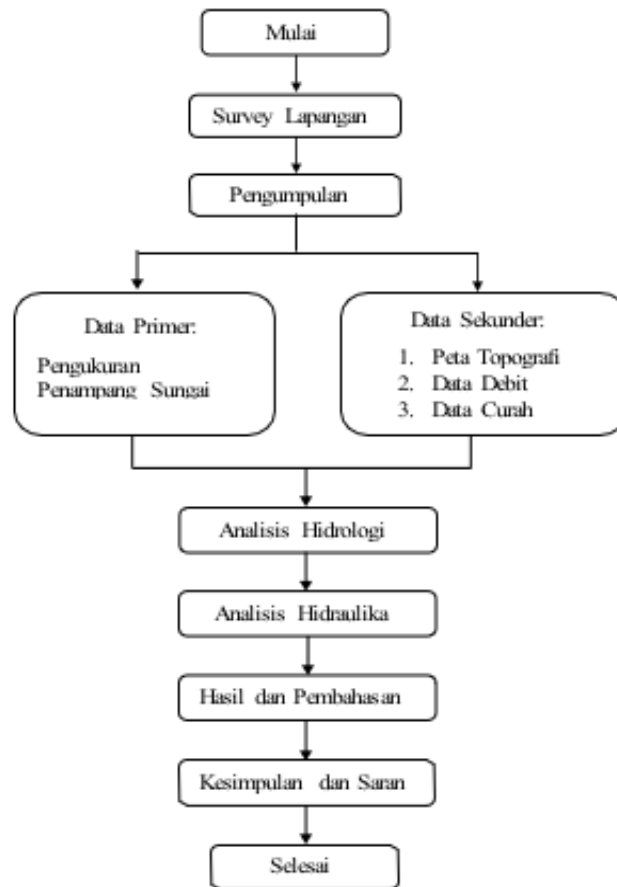 Mulai
Survey Lapangan
Pengumpulan
Data Primer:
Pengukuran
Penampang Sungai
Data Sekunder:
1. Peta Topografi
2. Data Debit
3. Data Curah
Analisis Hidrologi
Analisis Hidraulika
Hasil dan Pembahasan
Kesimpulan dan Saran
Selesai